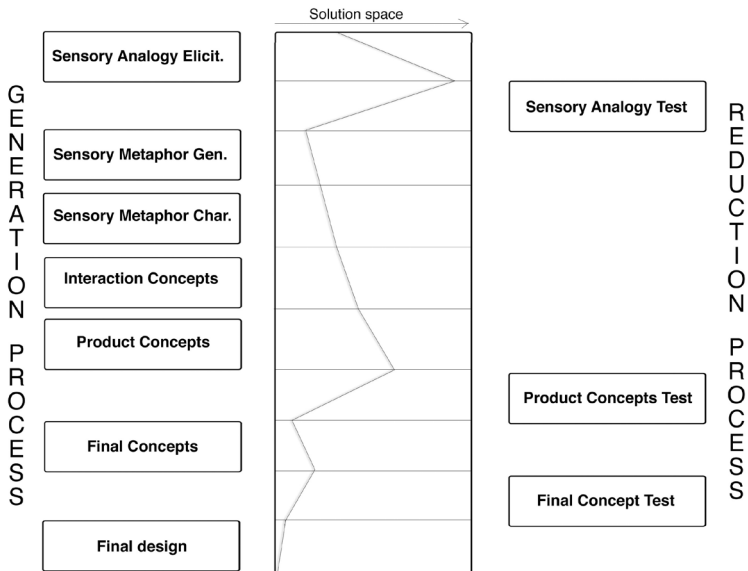 Solution space
Sensory Analogy Elicit.
Sensory Analogy Test
Sensory Metaphor Gen.
Sensory Metaphor Char.
Interaction Concepts
Product Concepts
Product Concepts Test
Final Concepts
Final Concept Test
Final design
GENERATION PROCESS
REDUCTION PROCESS